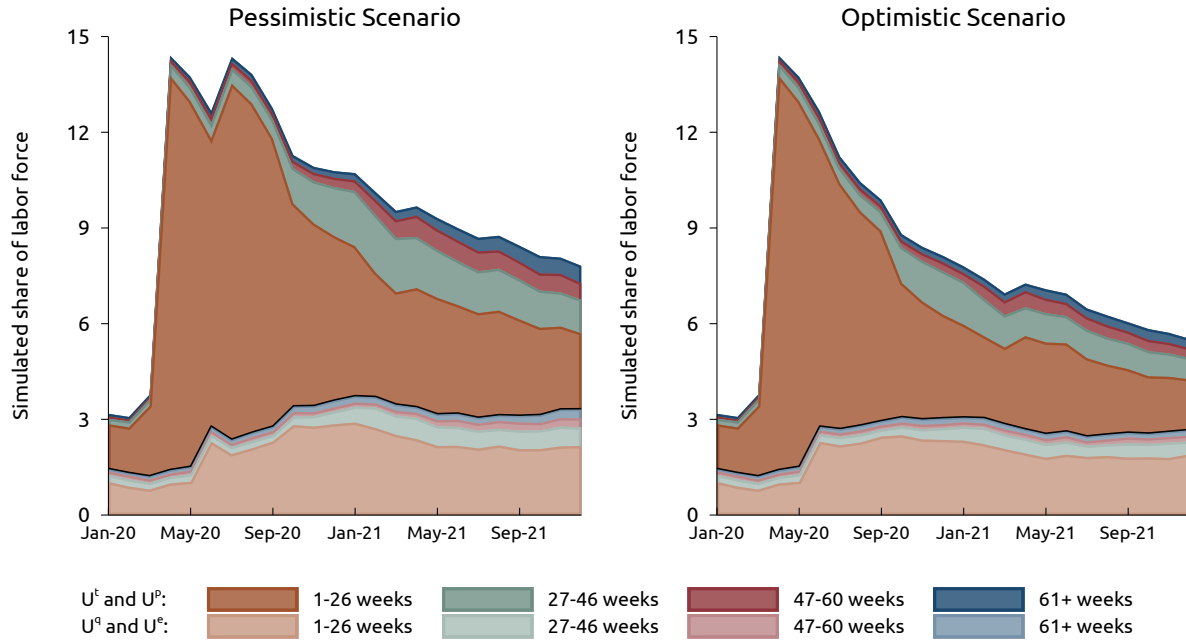 Pessimistic Scenario
Simulated share of labor force
15
12
9
6
3
0
Jan-20 May-20 Sep-20 Jan-21 May-21 Sep-21
Optimistic Scenario
Simulated share of labor force
15
12
9
6
3
0
Jan-20 May-20 Sep-20 Jan-21 May-21 Sep-21
Uᵗ and Uᵖ: 1-26 weeks 27-46 weeks 47-60 weeks 61+ weeks
U^q and Uᵉ: 1-26 weeks 27-46 weeks 47-60 weeks 61+ weeks